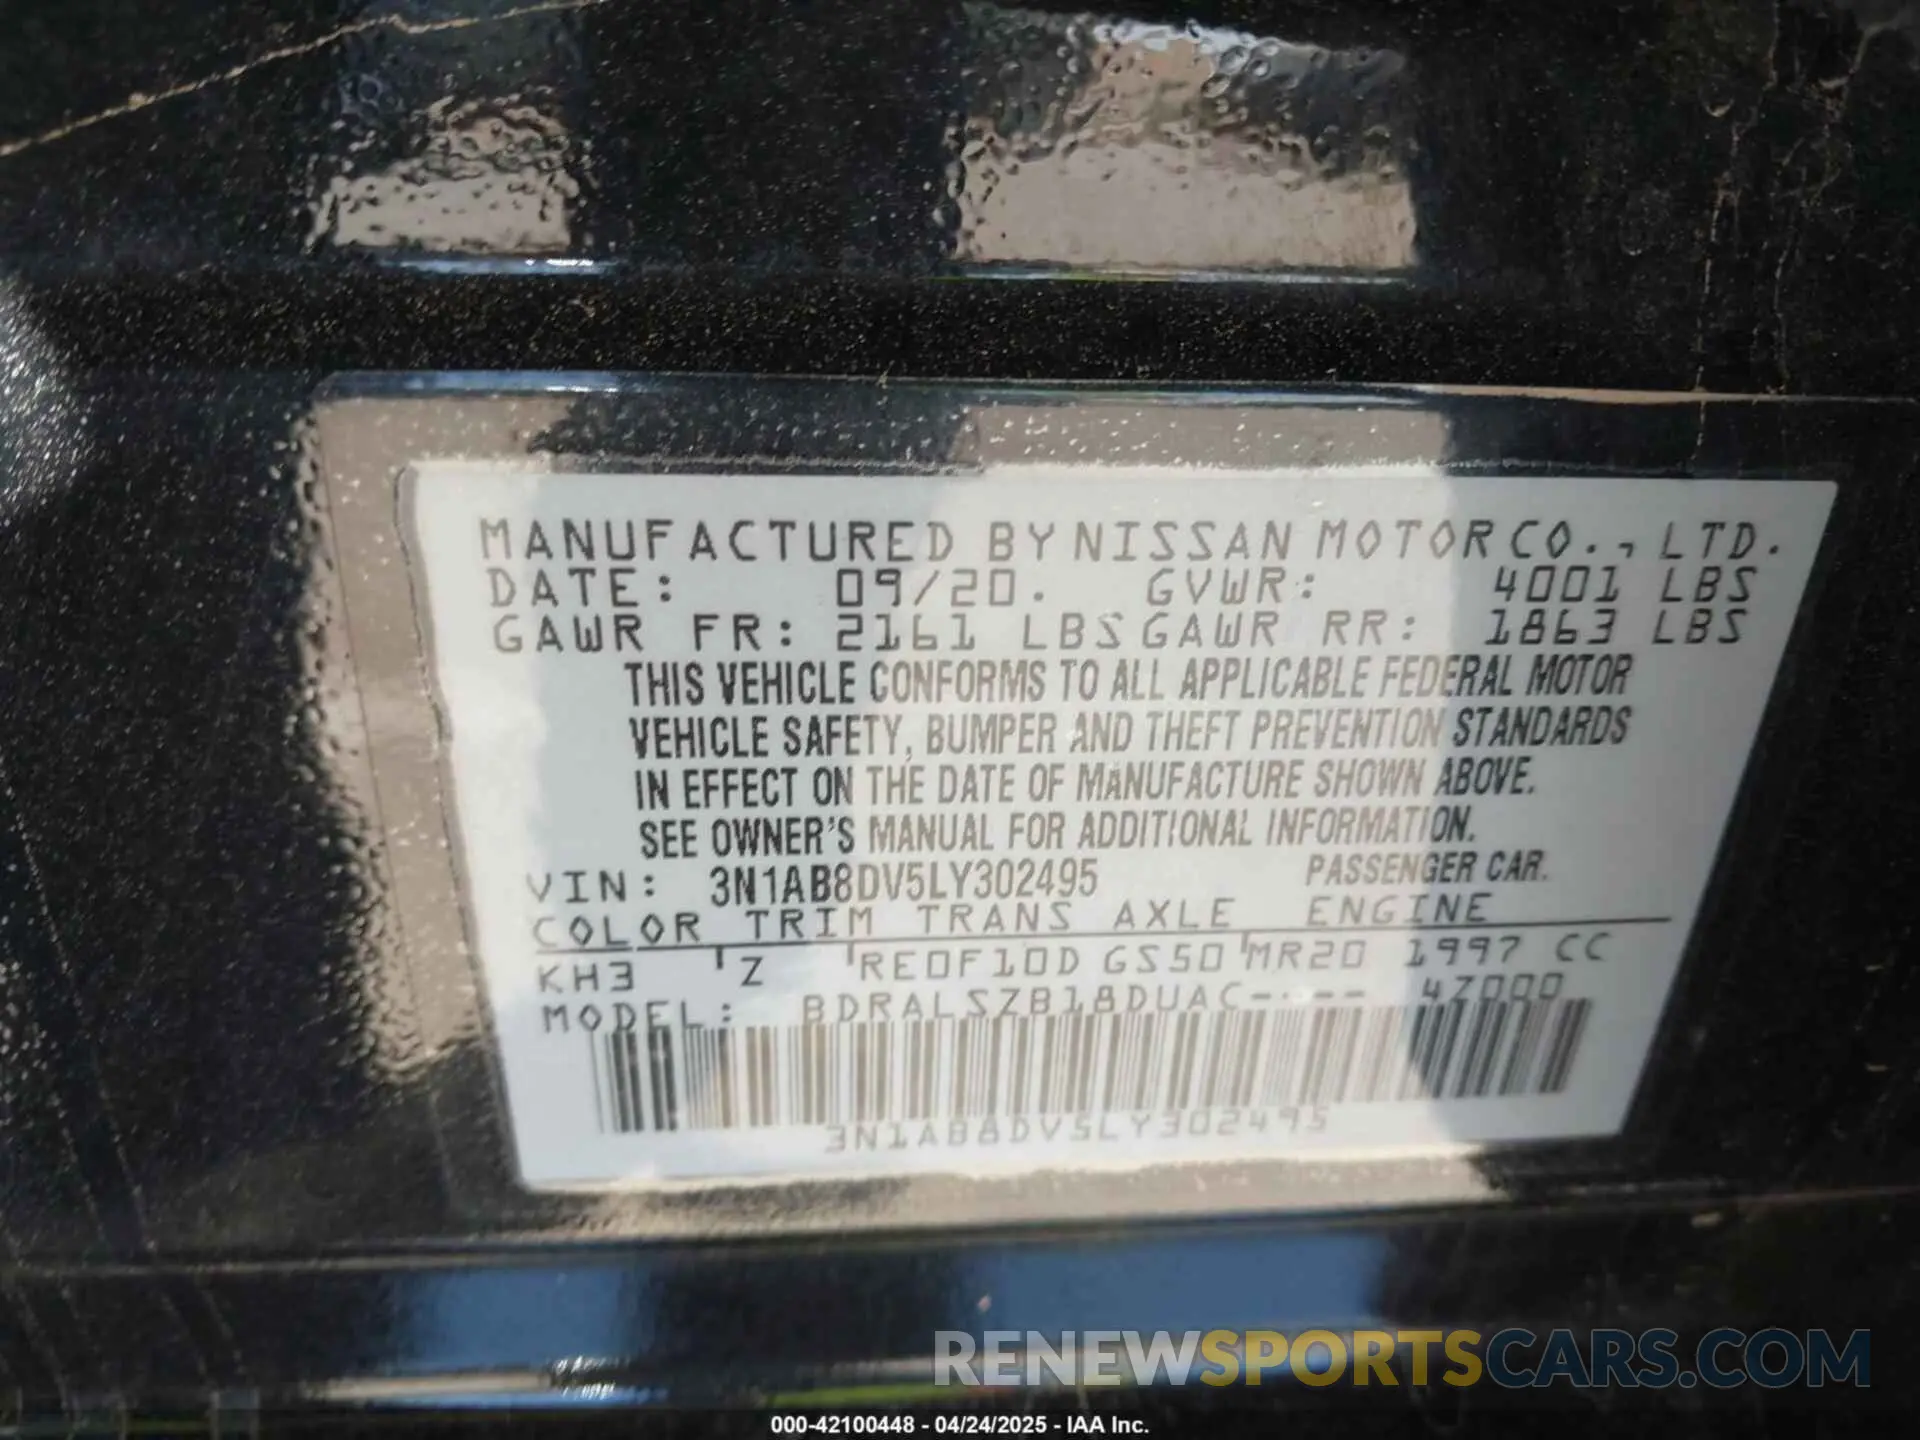 MANUFACTURED BY NISSAN MOTOR CO., LTD.
DATE: 09/20. GVWR: 4001 LBS
GAWR FR: 2161 LBS GAWR RR: 1863 LBS
THIS VEHICLE CONFORMS TO ALL APPLICABLE FEDERAL MOTOR
VEHICLE SAFETY, BUMPER AND THEFT PREVENTION STANDARDS
IN EFFECT ON THE DATE OF MANUFACTURE SHOWN ABOVE.
SEE OWNER'S MANUAL FOR ADDITIONAL INFORMATION.
VIN: 3N1AB8DV5LY302495 PASSENGER CAR.
COLOR TRIM TRANS AXLE ENGINE
KH3 Z RE0F10D GS50 MR20 1997 CC
MODEL: BDRALSZB18DUAC---- 4Z000
3N1AB8DV5LY302495
RENEWSPORTSCARS.COM
000-42100448 - 04/24/2025 - IAA Inc.